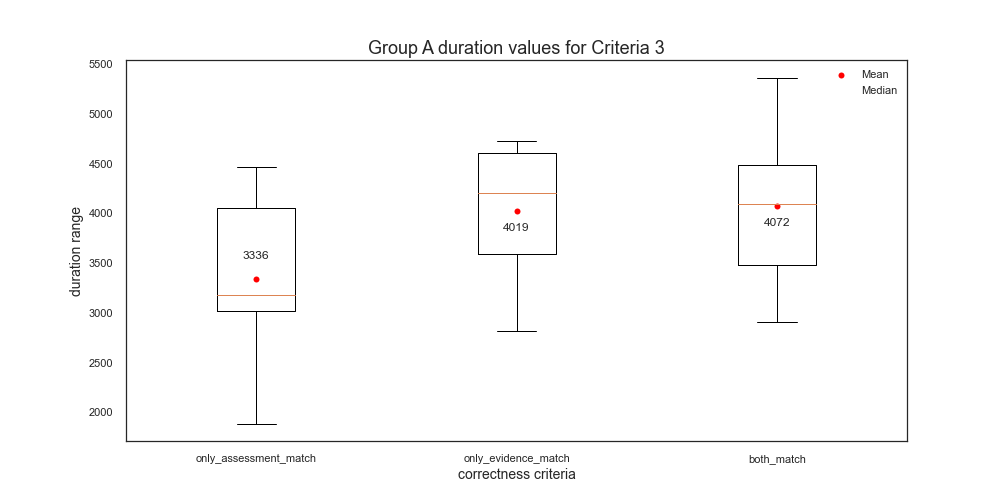 Group A duration values for Criteria 3
Mean
Median
duration range
5500
5000
4500
4000
3500
3000
2500
2000
3336
4019
4072
only_assessment_match
only_evidence_match
both_match
correctness criteria